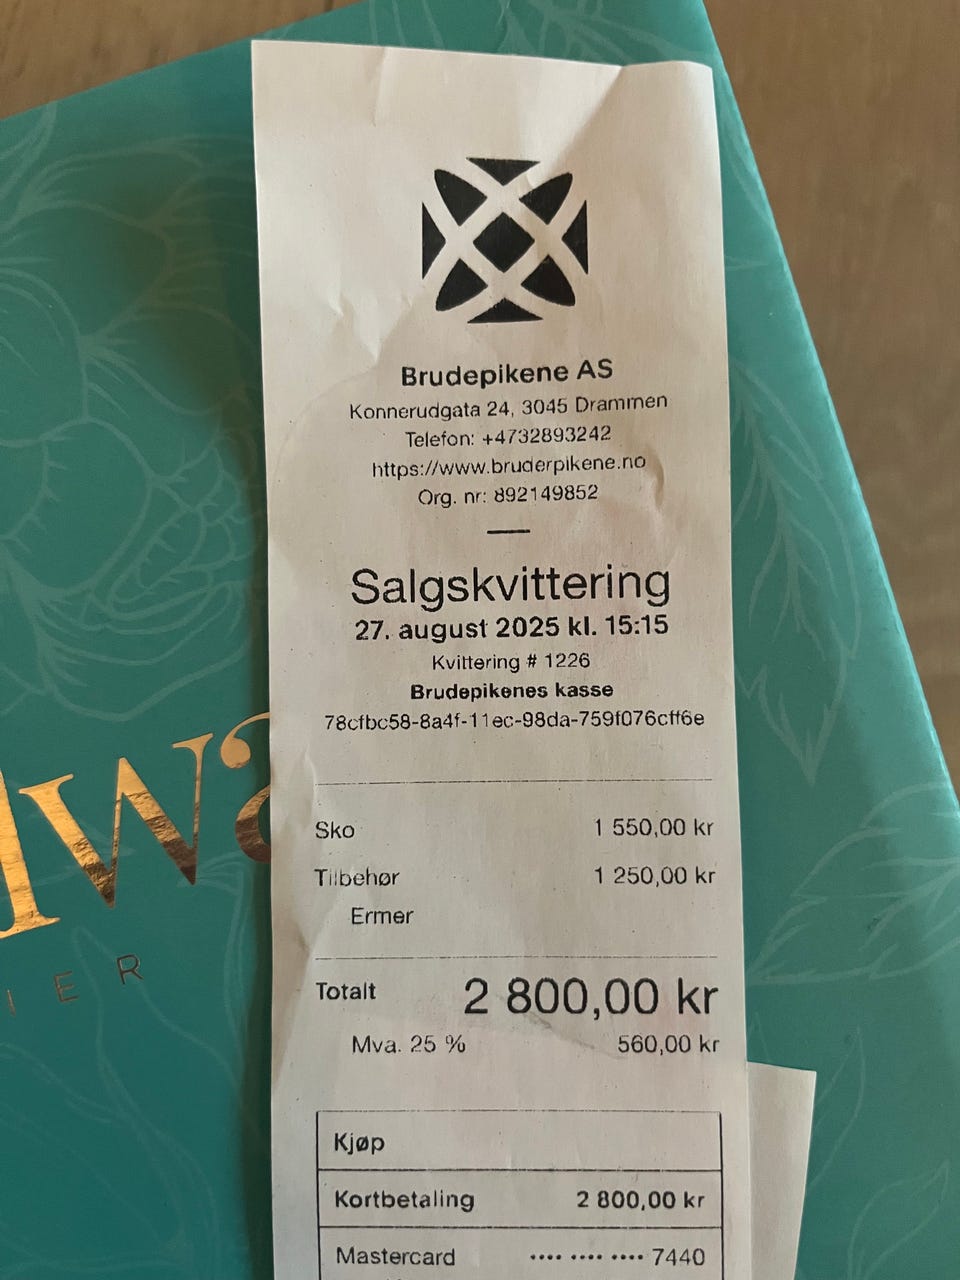 Brudepikene AS
Konnerudgata 24, 3045 Drammen
Telefon: +4732893242
https://www.bruderpikene.no
Org. nr: 892149852
Salgskvittering
27. august 2025 kl. 15:15
Kvittering # 1226
Brudepikenes kasse
78cfbc58-8a4f-11ec-98da-759f076cff6e
Sko 1 550,00 kr
Tilbehør 1 250,00 kr
Ermer
Totalt 2 800,00 kr
Mva. 25 % 560,00 kr
Kjøp
Kortbetaling 2 800,00 kr
Mastercard •••• •••• •••• 7440